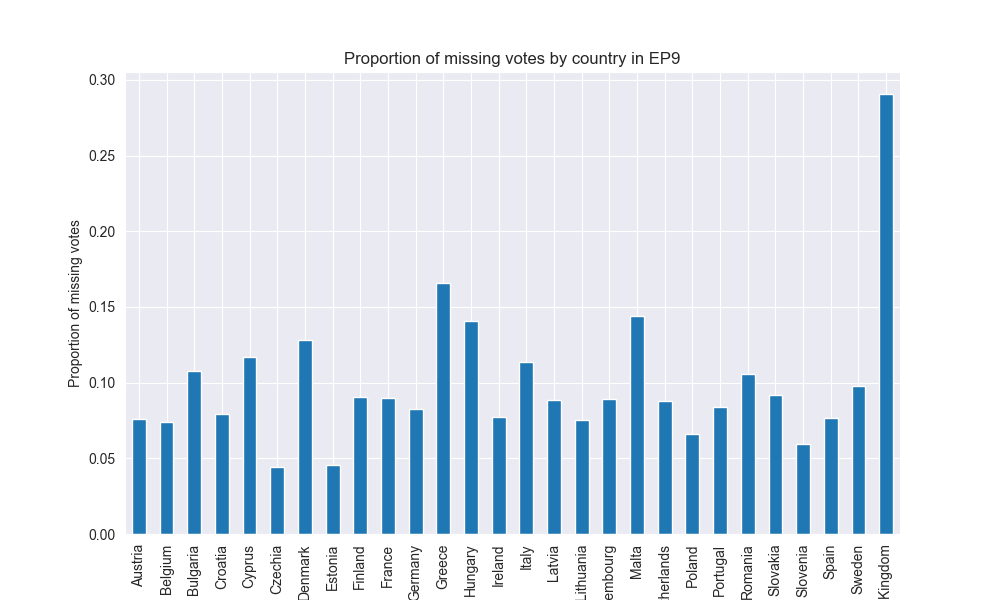 Proportion of missing votes by country in EP9
Proportion of missing votes
0.30
0.25
0.20
0.15
0.10
0.05
0.00
Austria
Belgium
Bulgaria
Croatia
Cyprus
Czechia
Denmark
Estonia
Finland
France
Germany
Greece
Hungary
Ireland
Italy
Latvia
Lithuania
embourg
Malta
therlands
Poland
Portugal
Romania
Slovakia
Slovenia
Spain
Sweden
Kingdom